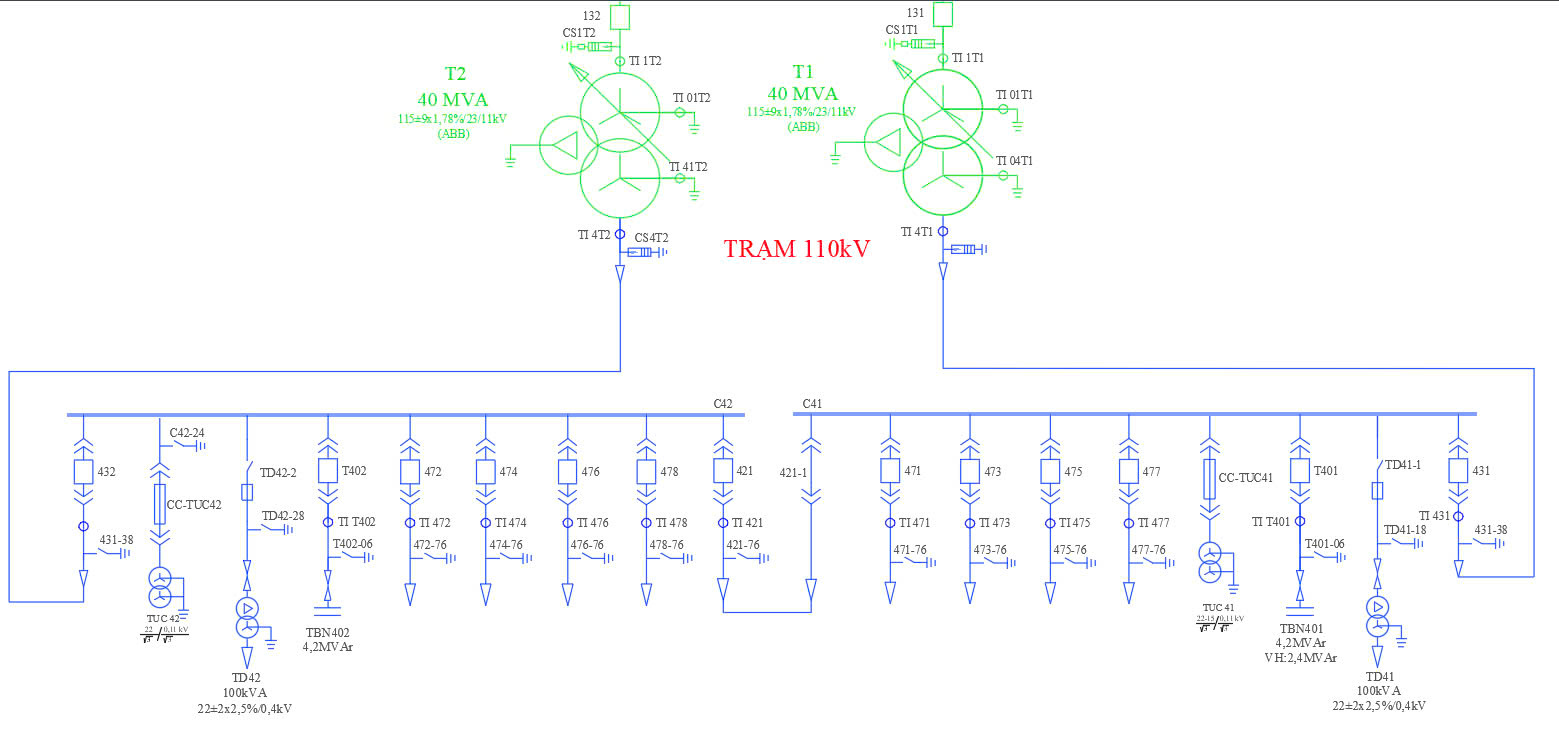 132
CS1T2
TI 1T2
T2
40 MVA
115±9x1,78%/23/11kV
(ABB)
TI 01T2
TI 41T2
TI 4T2
CS4T2
131
CS1T1
TI 1T1
T1
40 MVA
115±9x1,78%/23/11kV
(ABB)
TI 01T1
TI 04T1
TI 4T1
TRẠM 110kV
C42
C41
432
431-38
C42-24
CC-TUC42
TUC 42
22/√3 / 0,11 kV/√3
TD42-2
TD42-28
TD42
100kVA
22±2x2,5%/0,4kV
T402
TI T402
T402-06
TBN402
4,2MVAr
472
TI 472
472-76
474
TI 474
474-76
476
TI 476
476-76
478
TI 478
478-76
421
TI 421
421-76
421-1
471
TI 471
471-76
473
TI 473
473-76
475
TI 475
475-76
477
TI 477
477-76
CC-TUC41
TUC 41
22-15/√3 / 0,11 kV/√3
T401
TI T401
T401-06
TBN401
4,2MVAr
VH:2,4MVAr
TD41-1
TD41-18
TD41
100kVA
22±2x2,5%/0,4kV
431
TI 431
431-38